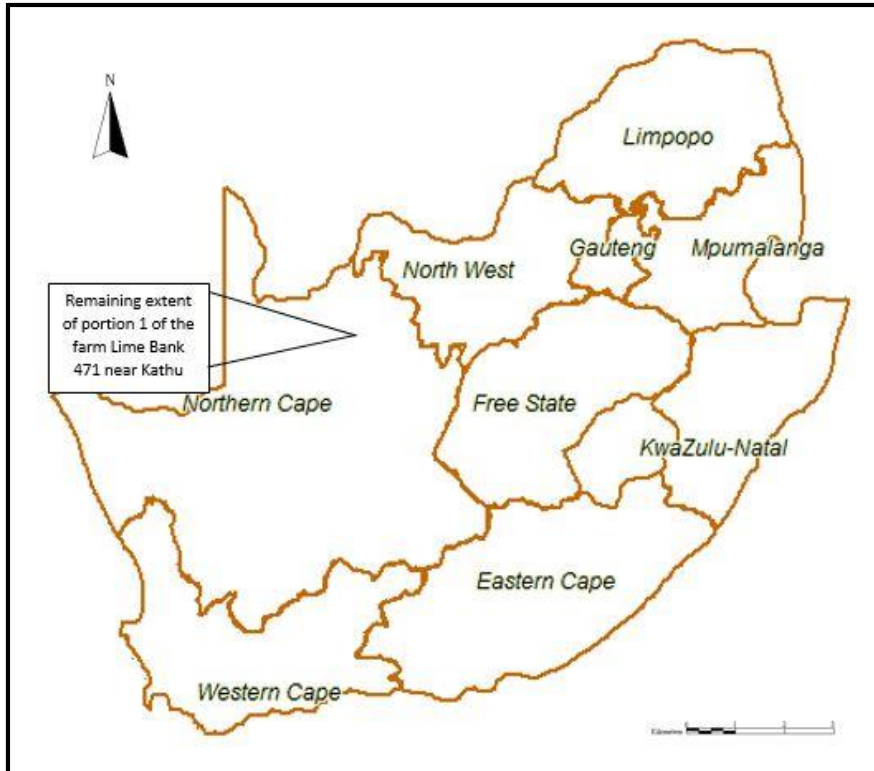 N
Limpopo
Gauteng
Mpumalanga
North West
Remaining extent
of portion 1 of the
farm Lime Bank
471 near Kathu
Northern Cape
Free State
KwaZulu-Natal
Eastern Cape
Western Cape